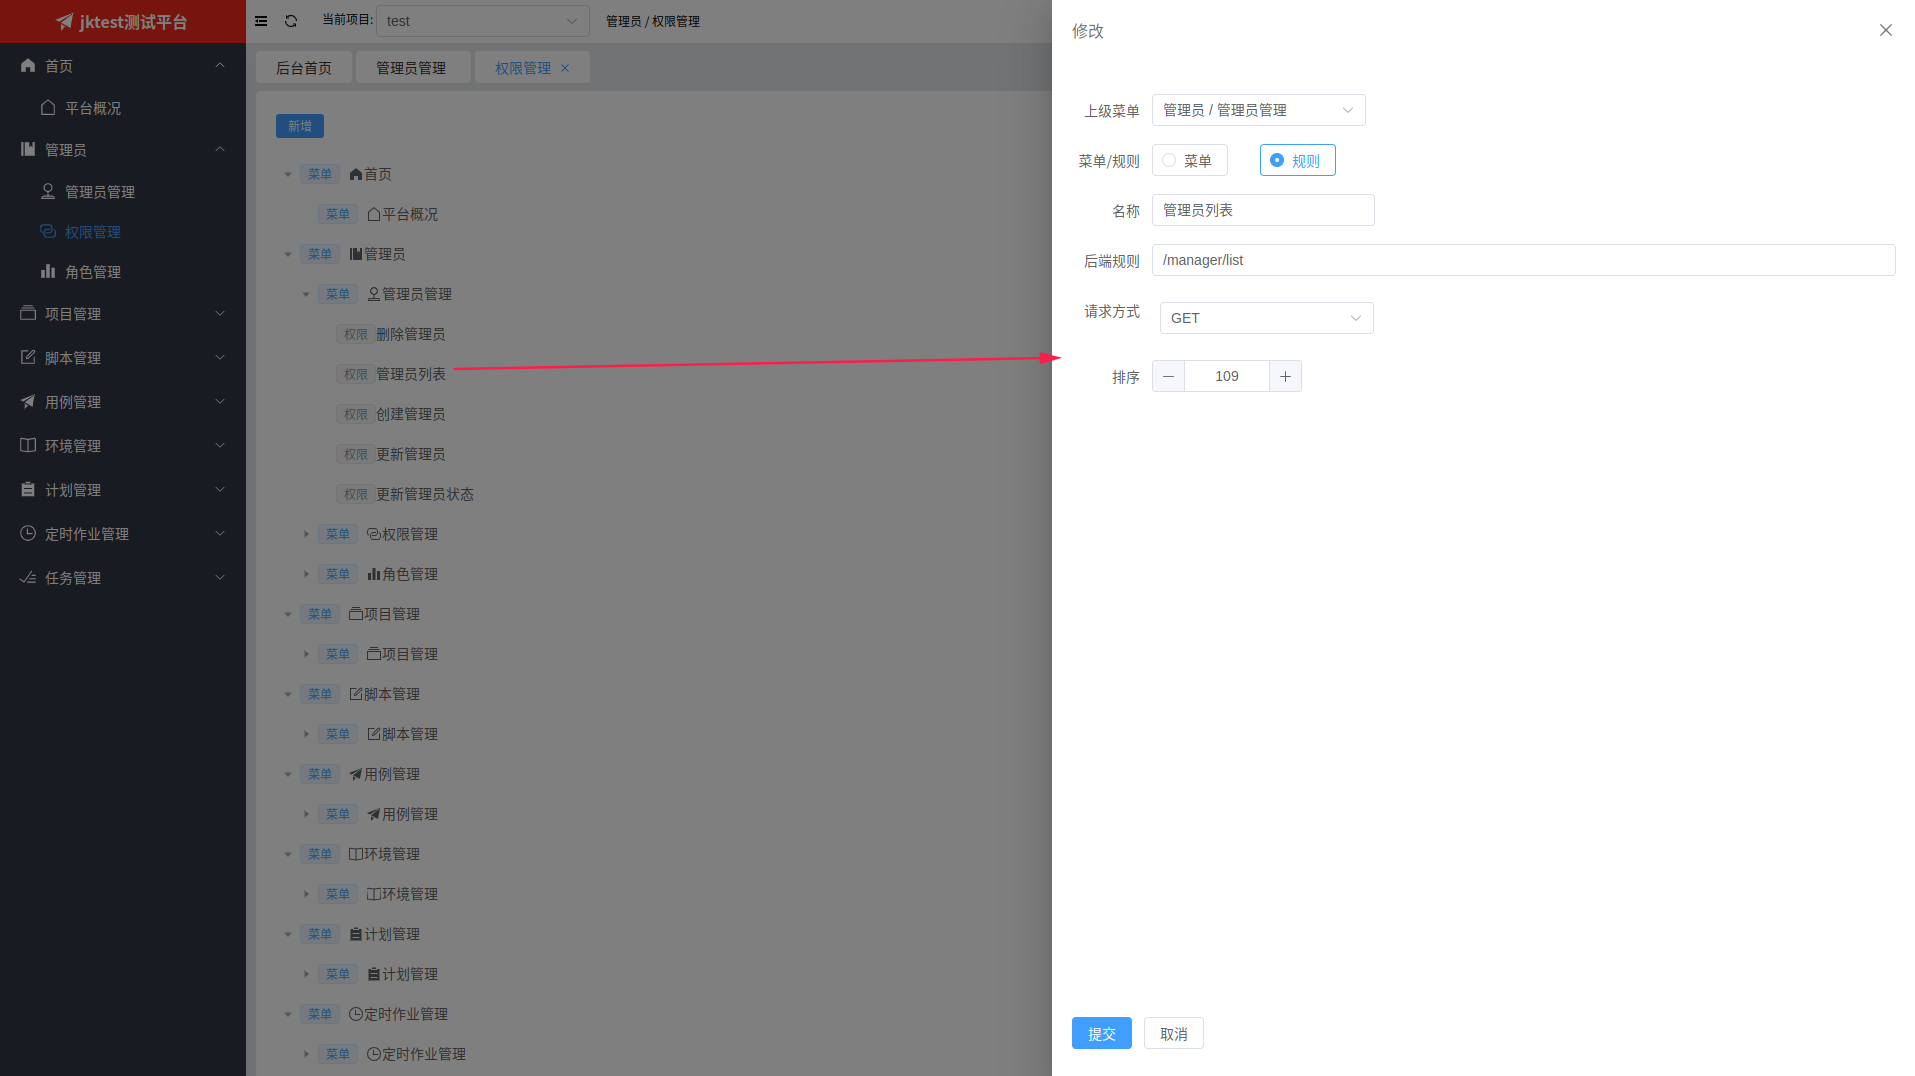 jktest测试平台
首页
平台概况
管理员
管理员管理
权限管理
角色管理
项目管理
脚本管理
用例管理
环境管理
计划管理
定时作业管理
任务管理
当前项目: test
管理员 / 权限管理
后台首页 管理员管理 权限管理
新增
菜单 首页
菜单 平台概况
菜单 管理员
菜单 管理员管理
权限 删除管理员
权限 管理员列表
权限 创建管理员
权限 更新管理员
权限 更新管理员状态
菜单 权限管理
菜单 角色管理
菜单 项目管理
菜单 项目管理
菜单 脚本管理
菜单 脚本管理
菜单 用例管理
菜单 用例管理
菜单 环境管理
菜单 环境管理
菜单 计划管理
菜单 计划管理
菜单 定时作业管理
菜单 定时作业管理
修改
上级菜单 管理员 / 管理员管理
菜单/规则 菜单 规则
名称 管理员列表
后端规则 /manager/list
请求方式 GET
排序 109
提交 取消